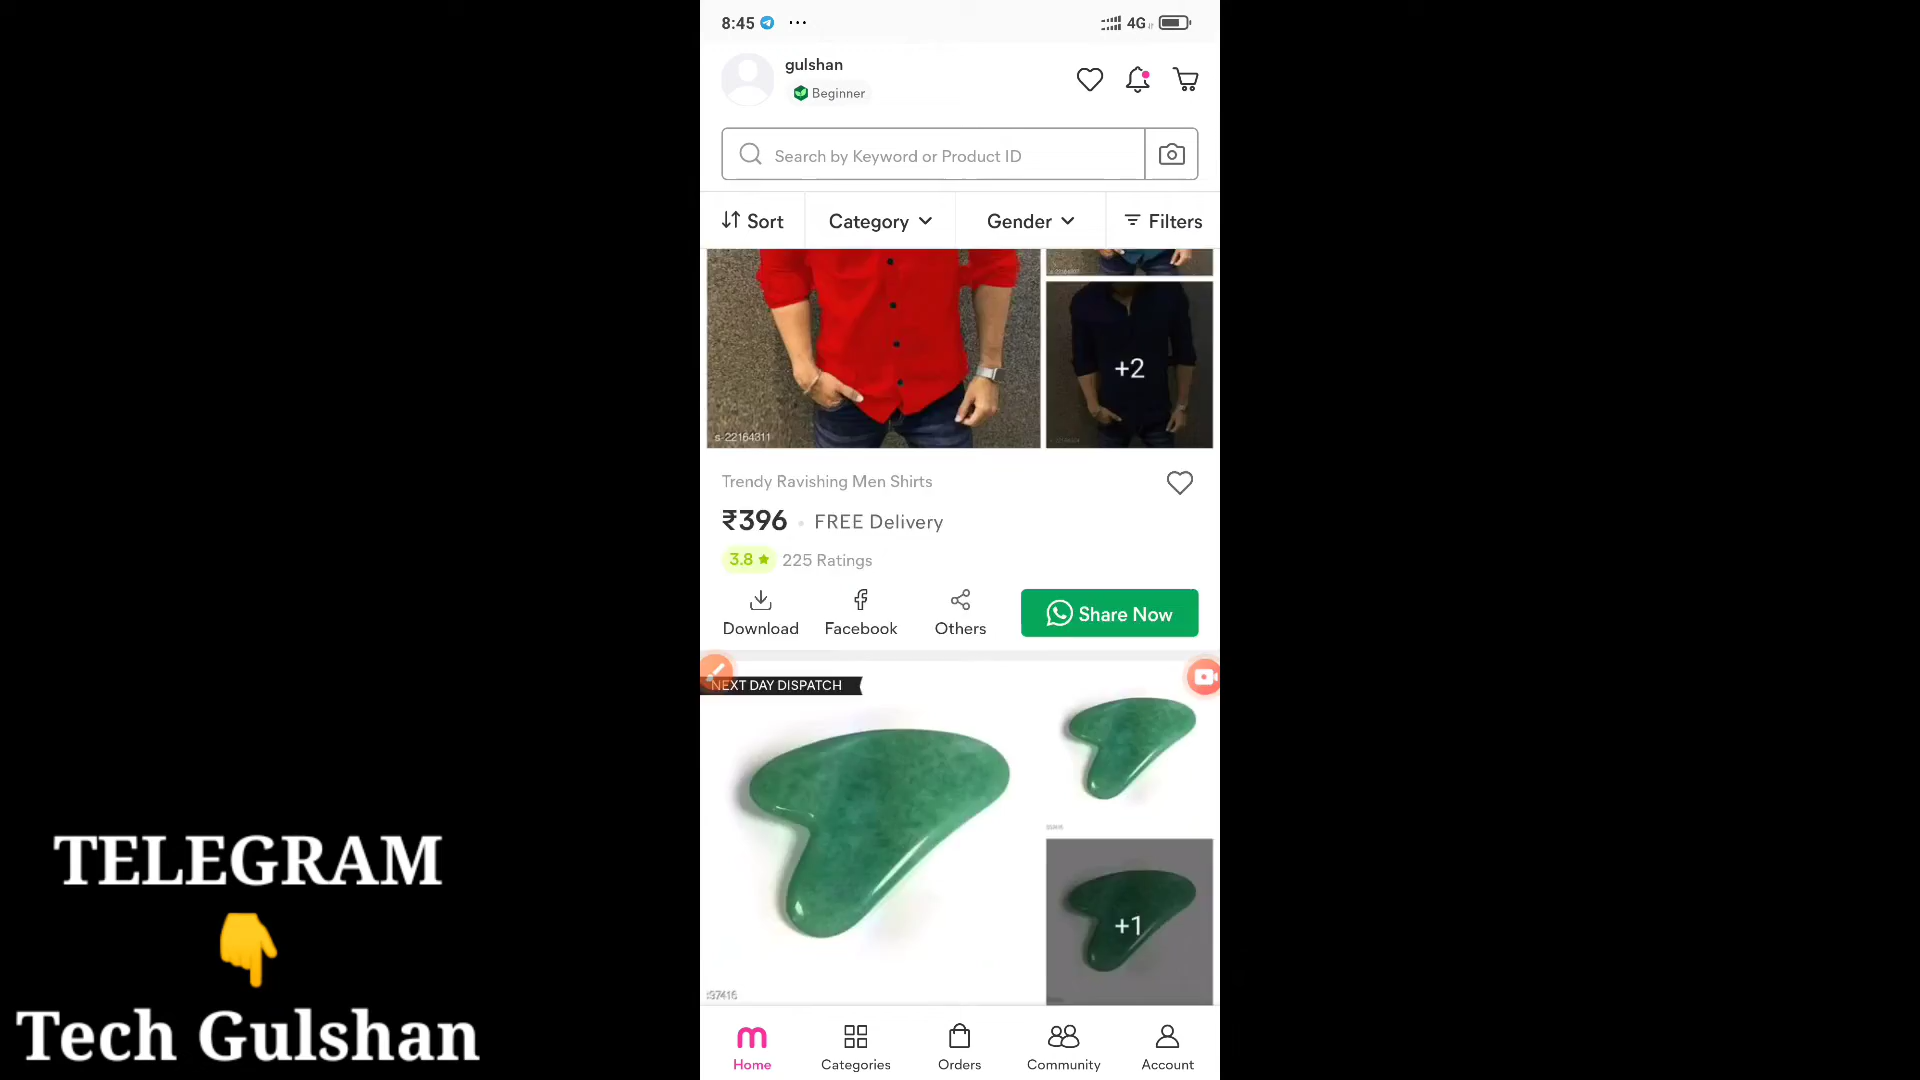 8:45
4G
gulshan
Beginner
Search by Keyword or Product ID
Sort
Category
Gender
Filters
+2
s-22164311
Trendy Ravishing Men Shirts
₹396 • FREE Delivery
3.8 ★ 225 Ratings
Download
Facebook
Others
Share Now
NEXT DAY DISPATCH
+1
:37416
TELEGRAM
Tech Gulshan
m
Home
Categories
Orders
Community
Account